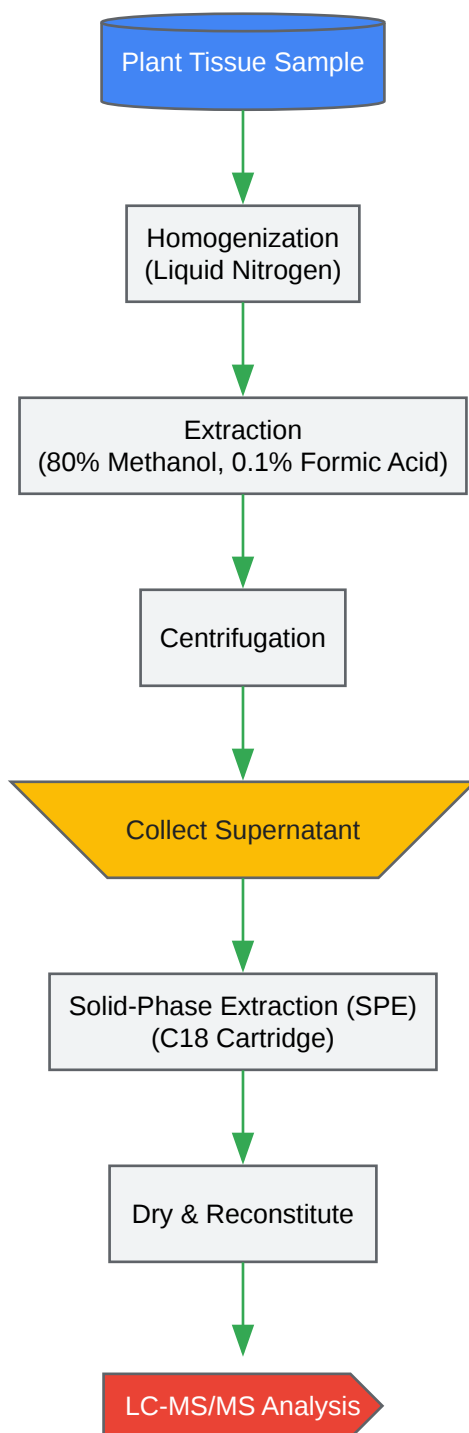 Plant Tissue Sample
Homogenization
(Liquid Nitrogen)
Extraction
(80% Methanol, 0.1% Formic Acid)
Centrifugation
Collect Supernatant
Solid-Phase Extraction (SPE)
(C18 Cartridge)
Dry & Reconstitute
LC-MS/MS Analysis